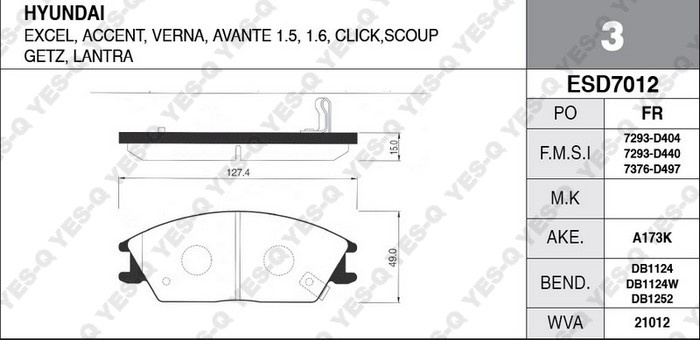 HYUNDAI
EXCEL, ACCENT, VERNA, AVANTE 1.5, 1.6, CLICK,SCOUP
GETZ, LANTRA
3
ESD7012
PO FR
F.M.S.I 7293-D404
7293-D440
7376-D497
M.K
AKE. A173K
BEND. DB1124
DB1124W
DB1252
WVA 21012
15.0
127.4
49.0
YES-Q YES-Q YES-Q YES-Q YES-Q YES-Q